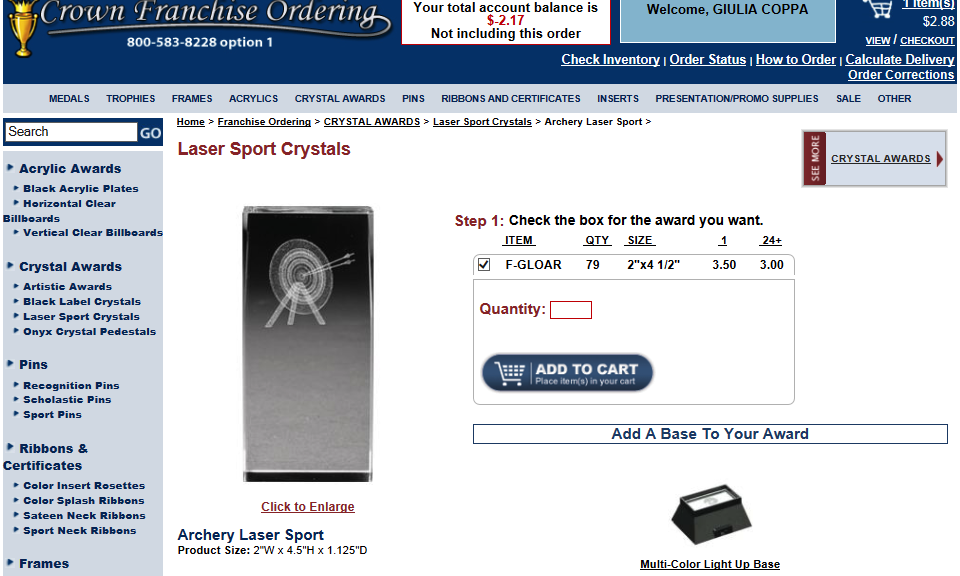 Crown Franchise Ordering
800-583-8228 option 1
Your total account balance is
$-2.17
Not including this order
Welcome, GIULIA COPPA
1 item(s)
$2.88
VIEW / CHECKOUT
Check Inventory | Order Status | How to Order | Calculate Delivery
Order Corrections
MEDALS TROPHIES FRAMES ACRYLICS CRYSTAL AWARDS PINS RIBBONS AND CERTIFICATES INSERTS PRESENTATION/PROMO SUPPLIES SALE OTHER
Search GO
Home > Franchise Ordering > CRYSTAL AWARDS > Laser Sport Crystals > Archery Laser Sport >
Laser Sport Crystals
SEE MORE
CRYSTAL AWARDS
Acrylic Awards
Black Acrylic Plates
Horizontal Clear
Billboards
Vertical Clear Billboards
Crystal Awards
Artistic Awards
Black Label Crystals
Laser Sport Crystals
Onyx Crystal Pedestals
Pins
Recognition Pins
Scholastic Pins
Sport Pins
Ribbons &
Certificates
Color Insert Rosettes
Color Splash Ribbons
Sateen Neck Ribbons
Sport Neck Ribbons
Frames
Click to Enlarge
Archery Laser Sport
Product Size: 2"W x 4.5"H x 1.125"D
Step 1: Check the box for the award you want.
ITEM QTY SIZE 1 24+
F-GLOAR 79 2"x4 1/2" 3.50 3.00
Quantity:
ADD TO CART
Place item(s) in your cart
Add A Base To Your Award
Multi-Color Light Up Base